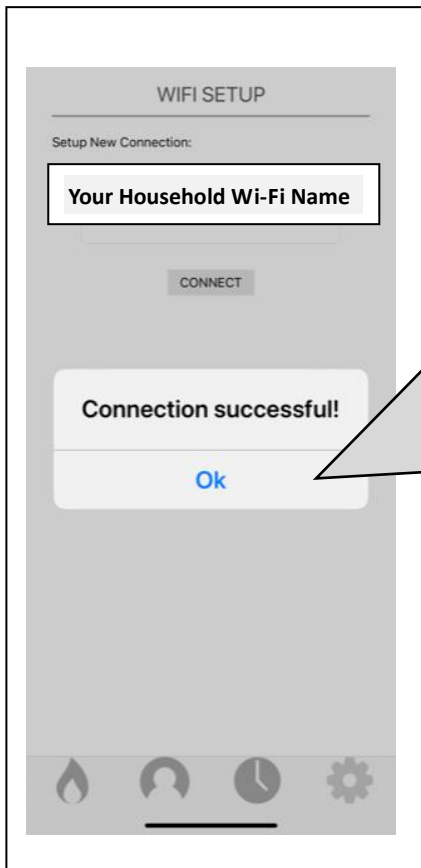 WIFI SETUP
Setup New Connection:
Your Household Wi-Fi Name
CONNECT
Connection successful!
Ok